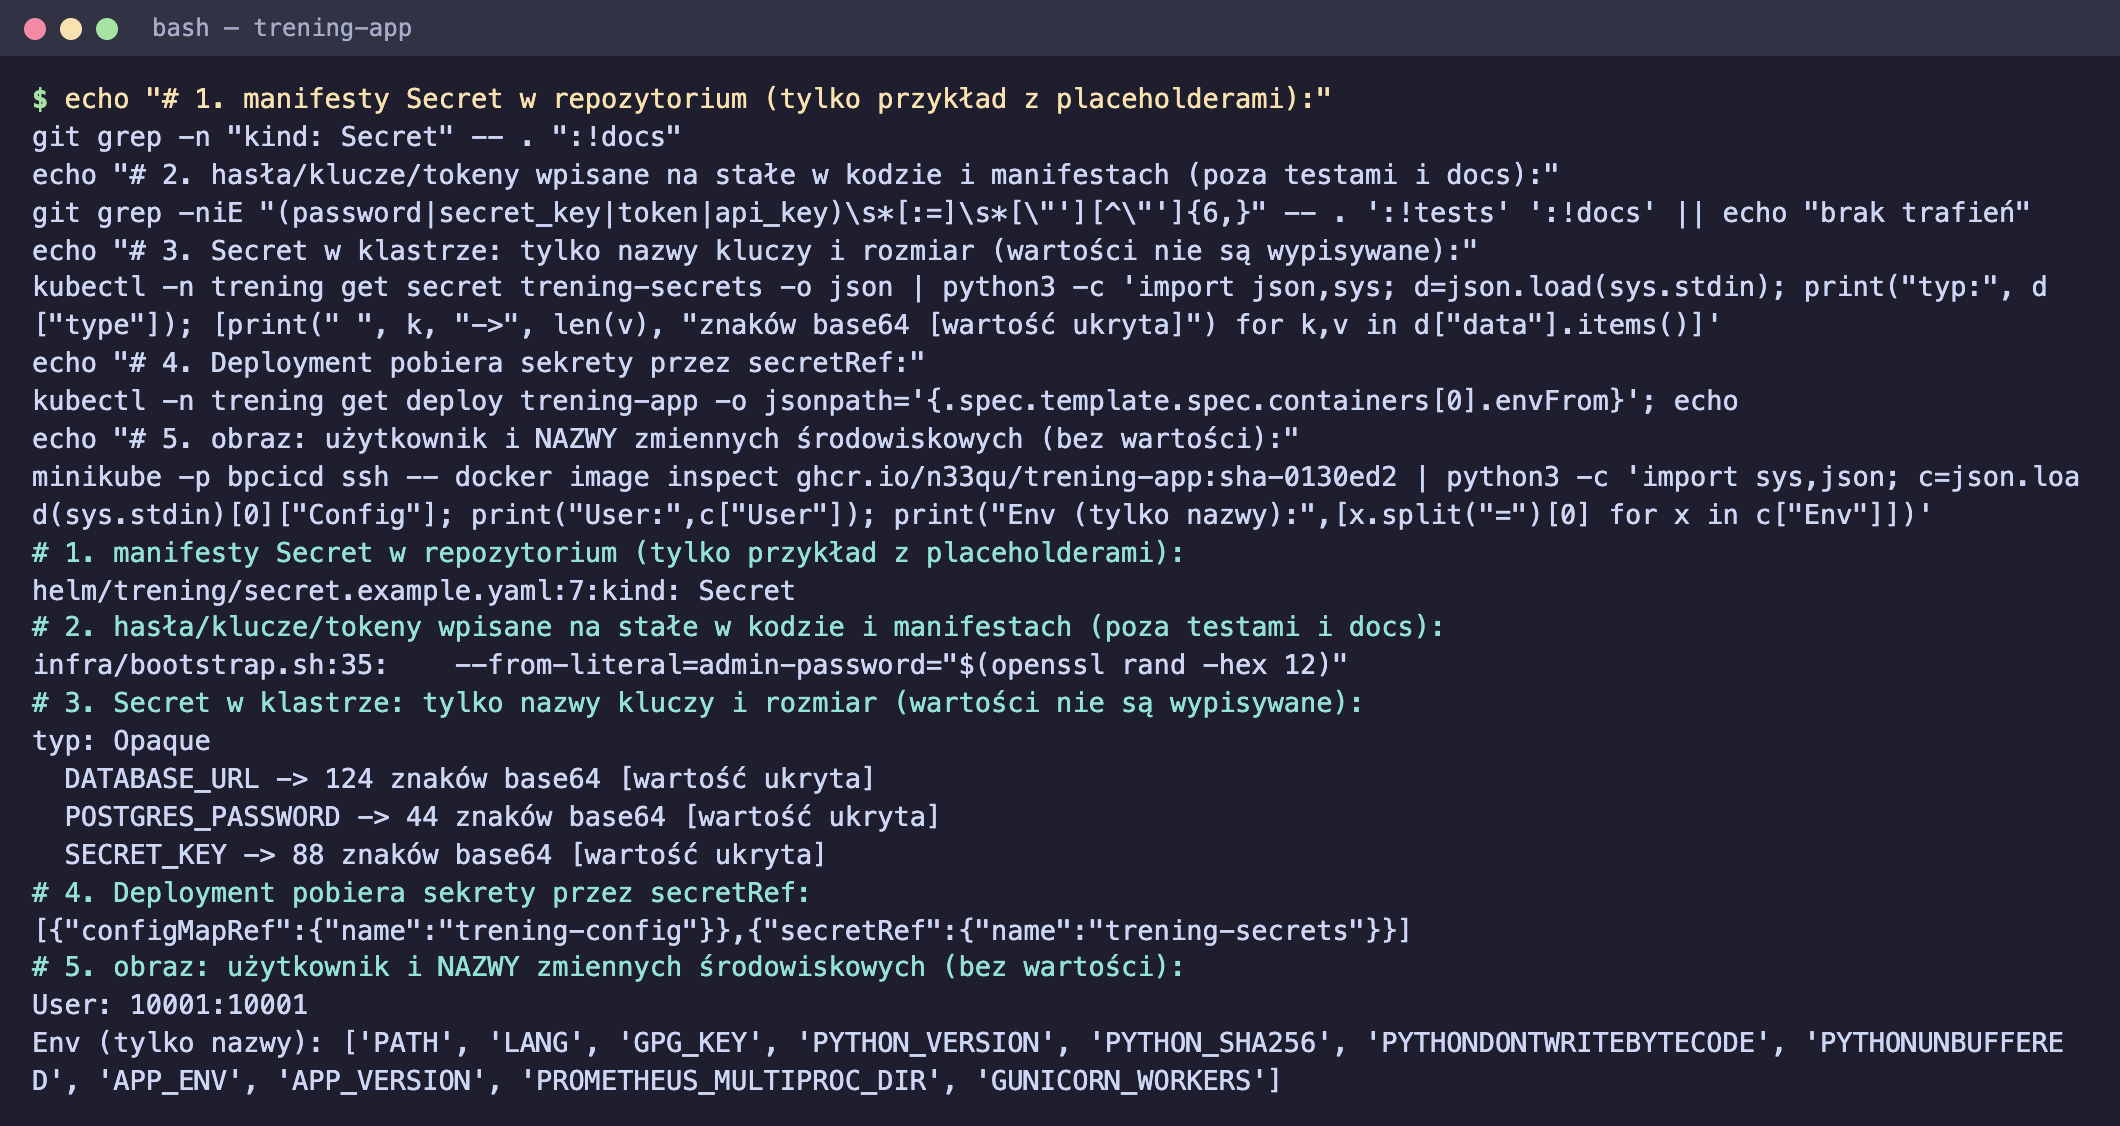 bash — trening-app
$ echo "# 1. manifesty Secret w repozytorium (tylko przykład z placeholderami):"
git grep -n "kind: Secret" -- . ":!docs"
echo "# 2. hasła/klucze/tokeny wpisane na stałe w kodzie i manifestach (poza testami i docs):"
git grep -niE "(password|secret_key|token|api_key)\s*[:=]\s*[\"'][^\"']{6,}" -- . ':!tests' ':!docs' || echo "brak trafień"
echo "# 3. Secret w klastrze: tylko nazwy kluczy i rozmiar (wartości nie są wypisywane):"
kubectl -n trening get secret trening-secrets -o json | python3 -c 'import json,sys; d=json.load(sys.stdin); print("typ:", d
["type"]); [print(" ", k, "->", len(v), "znaków base64 [wartość ukryta]") for k,v in d["data"].items()]'
echo "# 4. Deployment pobiera sekrety przez secretRef:"
kubectl -n trening get deploy trening-app -o jsonpath='{.spec.template.spec.containers[0].envFrom}'; echo
echo "# 5. obraz: użytkownik i NAZWY zmiennych środowiskowych (bez wartości):"
minikube -p bpcicd ssh -- docker image inspect ghcr.io/n33qu/trening-app:sha-0130ed2 | python3 -c 'import sys,json; c=json.loa
d(sys.stdin)[0]["Config"]; print("User:",c["User"]); print("Env (tylko nazwy):",[x.split("=")[0] for x in c["Env"]])'
# 1. manifesty Secret w repozytorium (tylko przykład z placeholderami):
helm/trening/secret.example.yaml:7:kind: Secret
# 2. hasła/klucze/tokeny wpisane na stałe w kodzie i manifestach (poza testami i docs):
infra/bootstrap.sh:35:    --from-literal=admin-password="$(openssl rand -hex 12)"
# 3. Secret w klastrze: tylko nazwy kluczy i rozmiar (wartości nie są wypisywane):
typ: Opaque
  DATABASE_URL -> 124 znaków base64 [wartość ukryta]
  POSTGRES_PASSWORD -> 44 znaków base64 [wartość ukryta]
  SECRET_KEY -> 88 znaków base64 [wartość ukryta]
# 4. Deployment pobiera sekrety przez secretRef:
[{"configMapRef":{"name":"trening-config"}},{"secretRef":{"name":"trening-secrets"}}]
# 5. obraz: użytkownik i NAZWY zmiennych środowiskowych (bez wartości):
User: 10001:10001
Env (tylko nazwy): ['PATH', 'LANG', 'GPG_KEY', 'PYTHON_VERSION', 'PYTHON_SHA256', 'PYTHONDONTWRITEBYTECODE', 'PYTHONUNBUFFERE
D', 'APP_ENV', 'APP_VERSION', 'PROMETHEUS_MULTIPROC_DIR', 'GUNICORN_WORKERS']